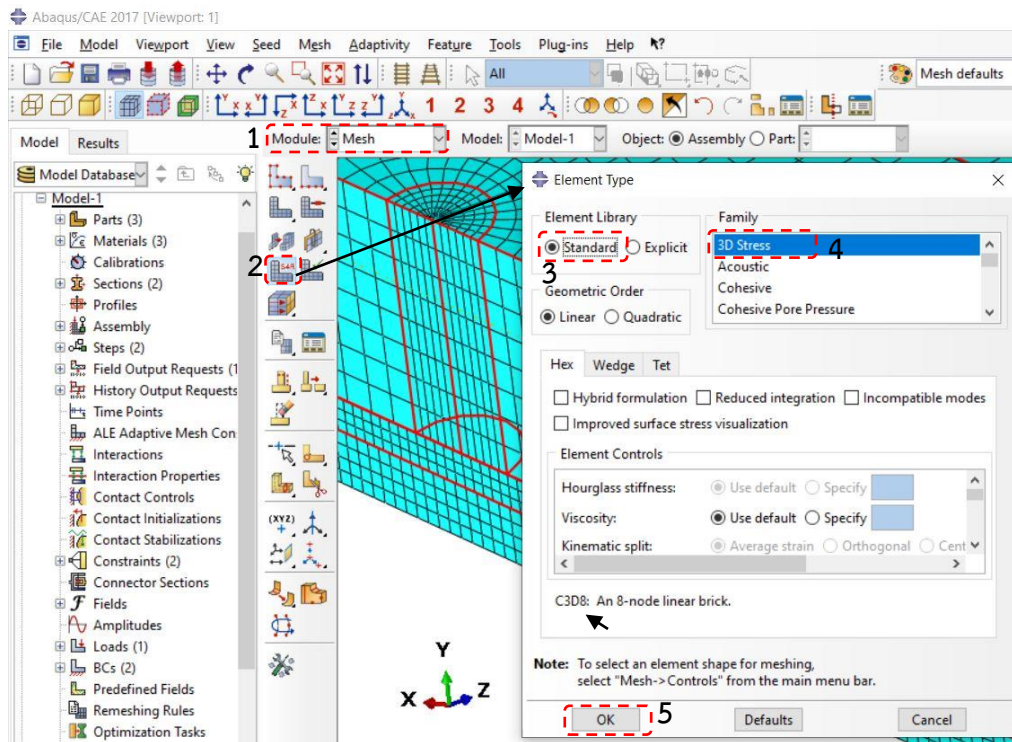 Abaqus/CAE 2017 [Viewport: 1]
File Model Viewport View Seed Mesh Adaptivity Feature Tools Plug-ins Help
All
Mesh defaults
1 2 3 4
Model Results
1 Module: Mesh Model: Model-1 Object: Assembly Part:
Model Database
Model-1
Parts (3)
Materials (3)
Calibrations
Sections (2)
Profiles
Assembly
Steps (2)
Field Output Requests (1
History Output Requests
Time Points
ALE Adaptive Mesh Con
Interactions
Interaction Properties
Contact Controls
Contact Initializations
Contact Stabilizations
Constraints (2)
Connector Sections
Fields
Amplitudes
Loads (1)
BCs (2)
Predefined Fields
Remeshing Rules
Optimization Tasks
2
S4R
(XYZ)
Y
X Z
Element Type
Element Library
Standard Explicit
3
Family
3D Stress 4
Acoustic
Cohesive
Cohesive Pore Pressure
Geometric Order
Linear Quadratic
Hex Wedge Tet
Hybrid formulation Reduced integration Incompatible modes
Improved surface stress visualization
Element Controls
Hourglass stiffness: Use default Specify
Viscosity: Use default Specify
Kinematic split: Average strain Orthogonal Cent
C3D8: An 8-node linear brick.
Note: To select an element shape for meshing,
select "Mesh->Controls" from the main menu bar.
OK 5 Defaults Cancel